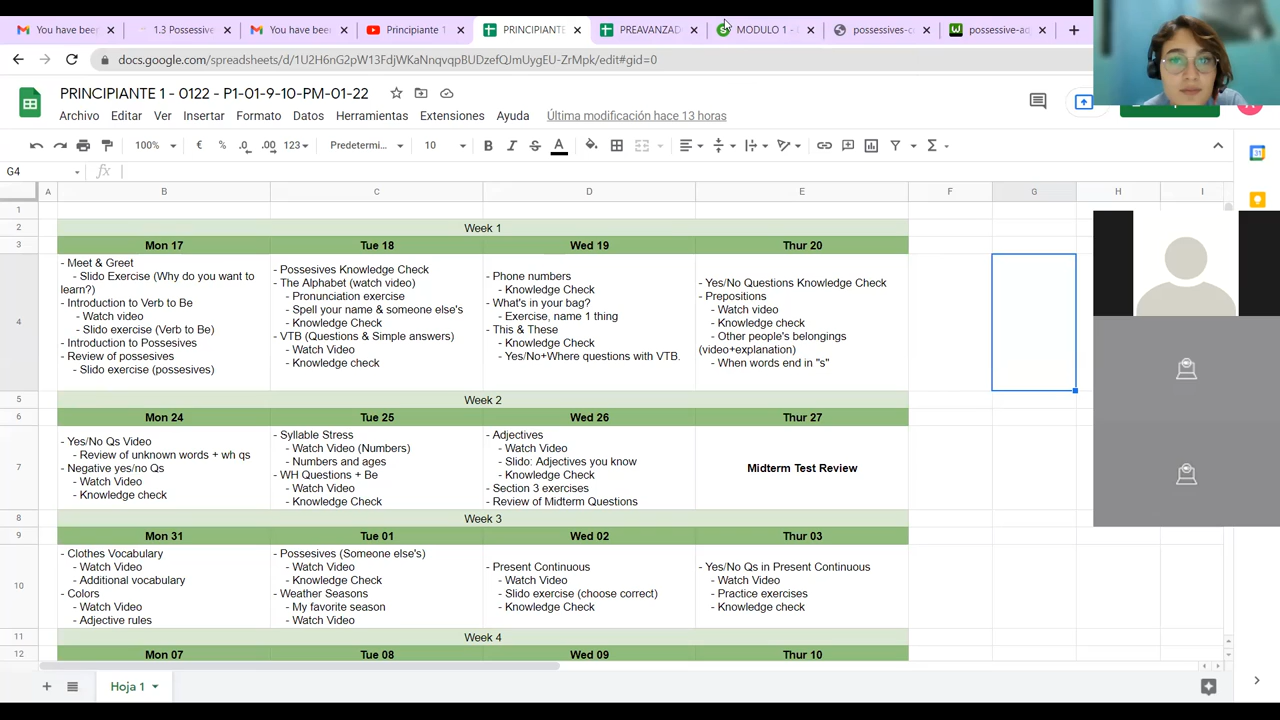 You have been
1.3 Possessive
You have been
Principiante 1
PRINCIPIANTE
PREAVANZAD
MODULO 1 -
possessives-c
possessive-ad
docs.google.com/spreadsheets/d/1U2H6nG2pW13FdjWKaNnqvqpBUDzefQJmUygEU-ZrMpk/edit#gid=0
PRINCIPIANTE 1 - 0122 - P1-01-9-10-PM-01-22
Archivo Editar Ver Insertar Formato Datos Herramientas Extensiones Ayuda Última modificación hace 13 horas
100% € % .0 .00 123 Predetermi... 10 B I S A
G4 fx
A B C D E F G H I
1
2 Week 1
3 Mon 17 Tue 18 Wed 19 Thur 20
4
- Meet & Greet
- Slido Exercise (Why do you want to
learn?)
- Introduction to Verb to Be
- Watch video
- Slido exercise (Verb to Be)
- Introduction to Possesives
- Review of possesives
- Slido exercise (possesives)
- Possesives Knowledge Check
- The Alphabet (watch video)
- Pronunciation exercise
- Spell your name & someone else's
- Knowledge Check
- VTB (Questions & Simple answers)
- Watch Video
- Knowledge check
- Phone numbers
- Knowledge Check
- What's in your bag?
- Exercise, name 1 thing
- This & These
- Knowledge Check
- Yes/No+Where questions with VTB.
- Yes/No Questions Knowledge Check
- Prepositions
- Watch video
- Knowledge check
- Other people's belongings
(video+explanation)
- When words end in "s"
5 Week 2
6 Mon 24 Tue 25 Wed 26 Thur 27
7
- Yes/No Qs Video
- Review of unknown words + wh qs
- Negative yes/no Qs
- Watch Video
- Knowledge check
- Syllable Stress
- Watch Video (Numbers)
- Numbers and ages
- WH Questions + Be
- Watch Video
- Knowledge Check
- Adjectives
- Watch Video
- Slido: Adjectives you know
- Knowledge Check
- Section 3 exercises
- Review of Midterm Questions
Midterm Test Review
8 Week 3
9 Mon 31 Tue 01 Wed 02 Thur 03
10
- Clothes Vocabulary
- Watch Video
- Additional vocabulary
- Colors
- Watch Video
- Adjective rules
- Possesives (Someone else's)
- Watch Video
- Knowledge Check
- Weather Seasons
- My favorite season
- Watch Video
- Present Continuous
- Watch Video
- Slido exercise (choose correct)
- Knowledge Check
- Yes/No Qs in Present Continuous
- Watch Video
- Practice exercises
- Knowledge check
11 Week 4
12 Mon 07 Tue 08 Wed 09 Thur 10
Hoja 1